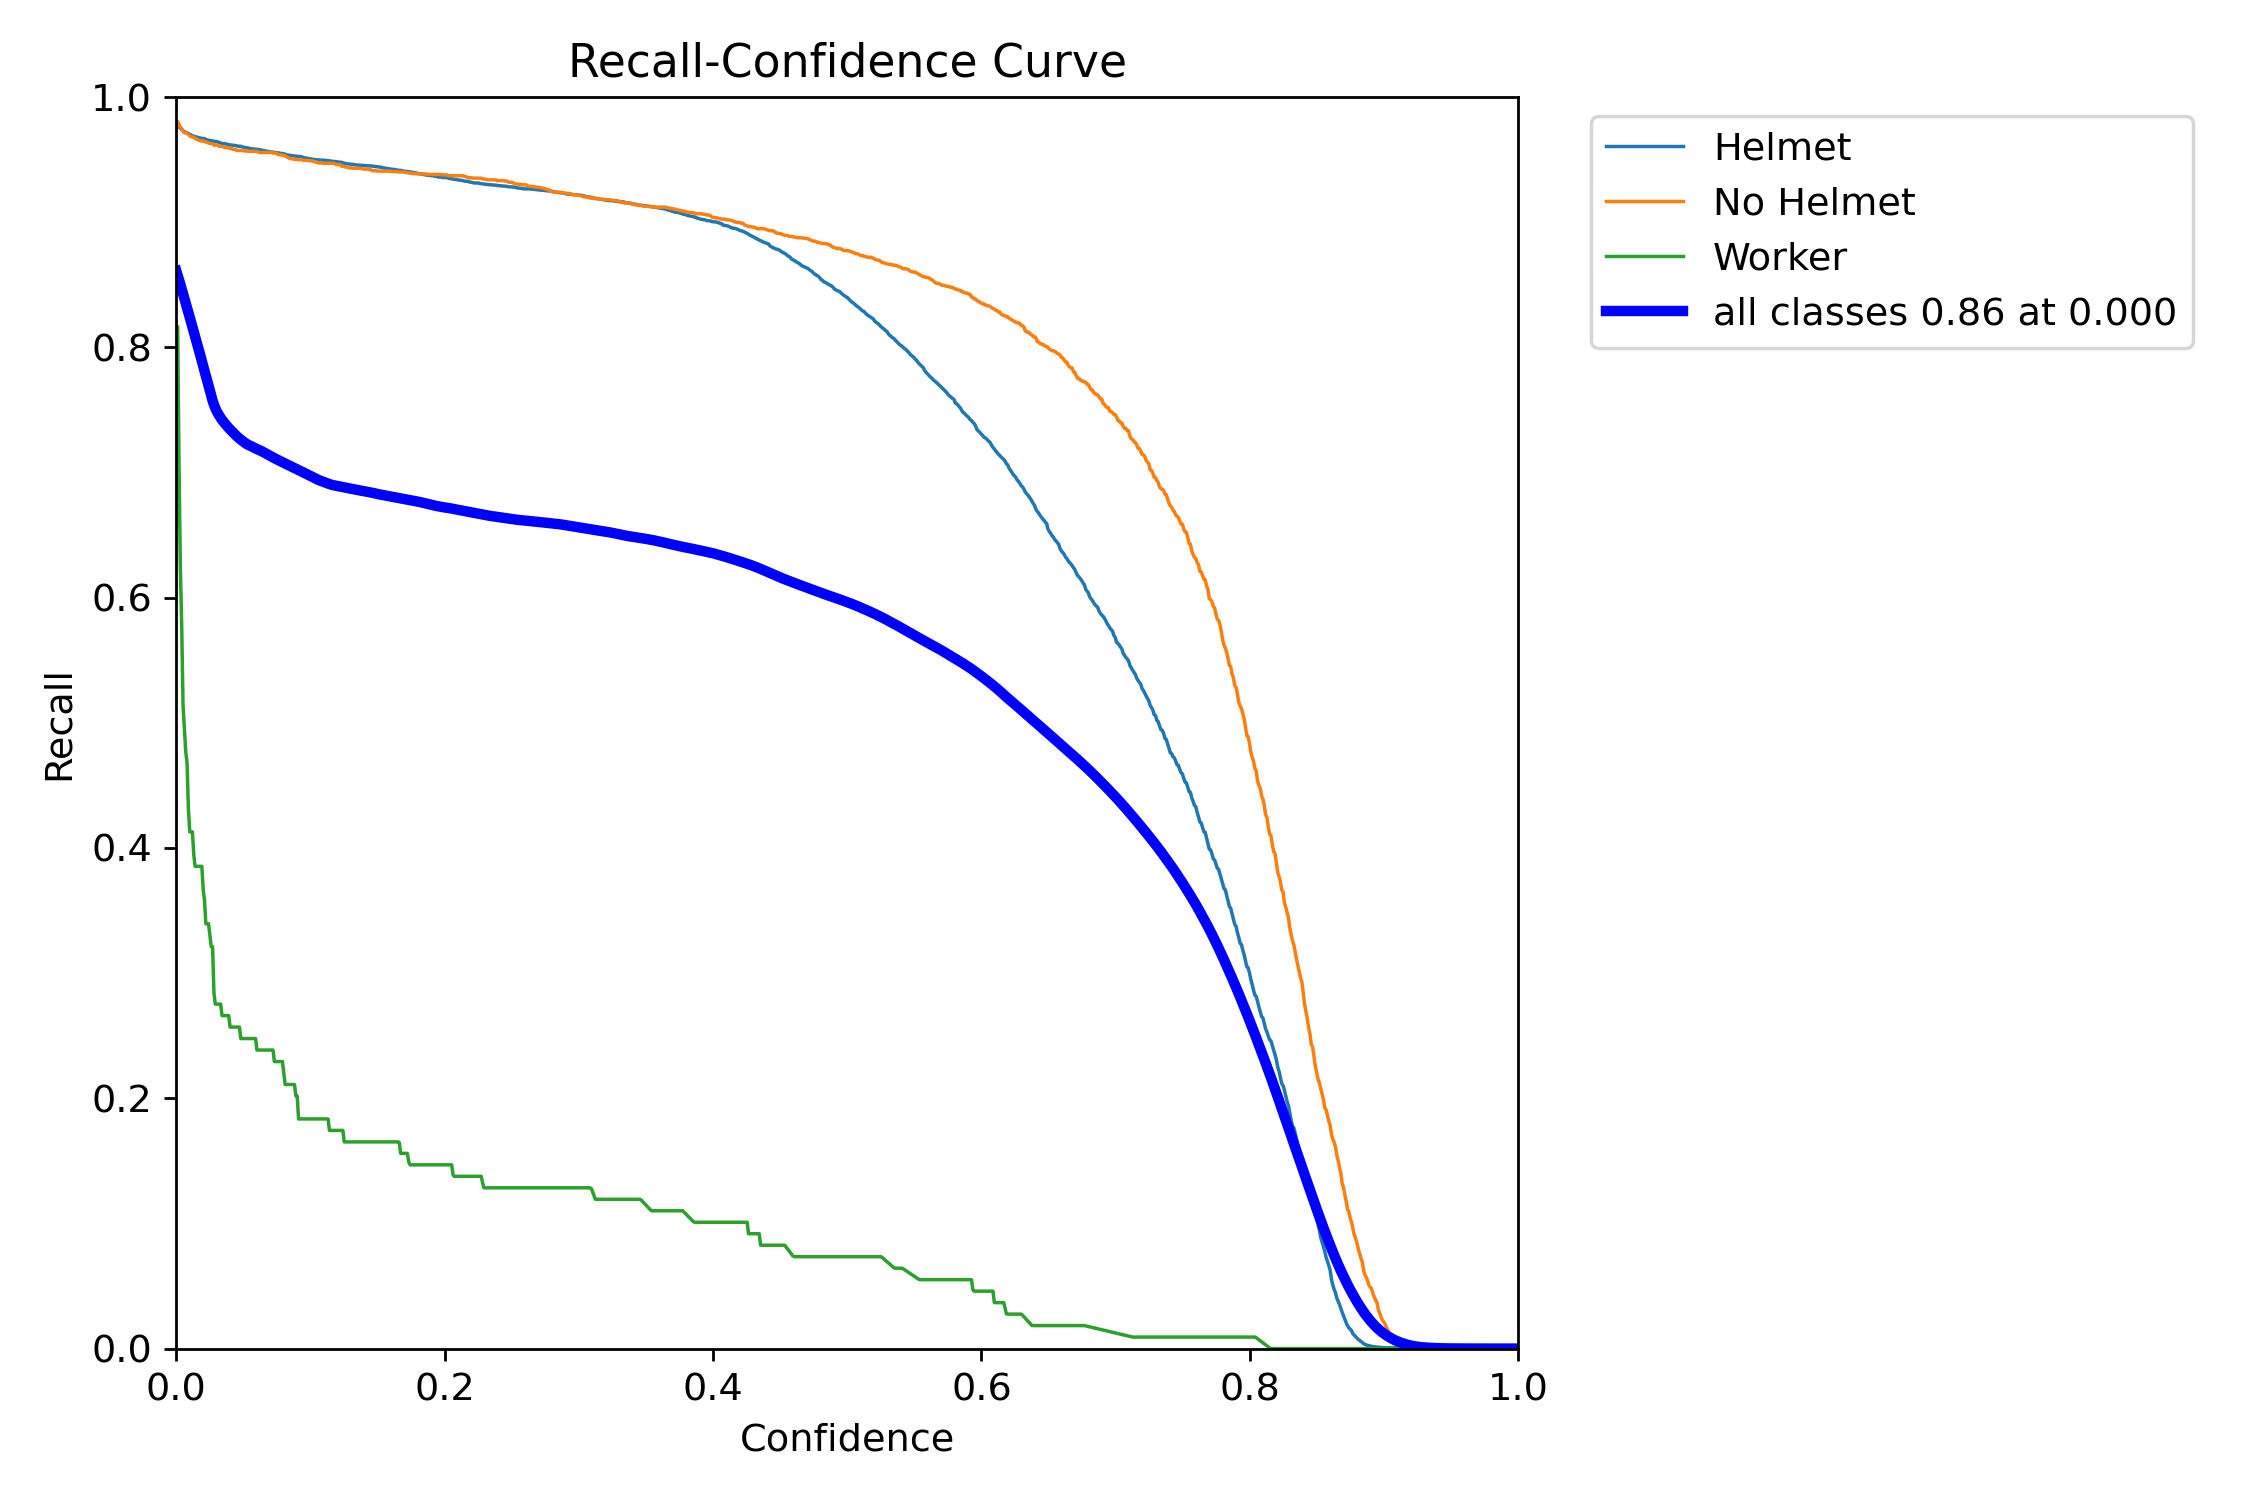 Recall-Confidence Curve
1.0
0.8
0.6
0.4
0.2
0.0
Recall
0.0 0.2 0.4 0.6 0.8 1.0
Confidence
Helmet
No Helmet
Worker
all classes 0.86 at 0.000